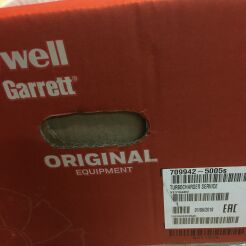 well
Garrett®
ORIGINAL
EQUIPMENT
709942-5005s
TURBOCHARGER SERVICE
EAC